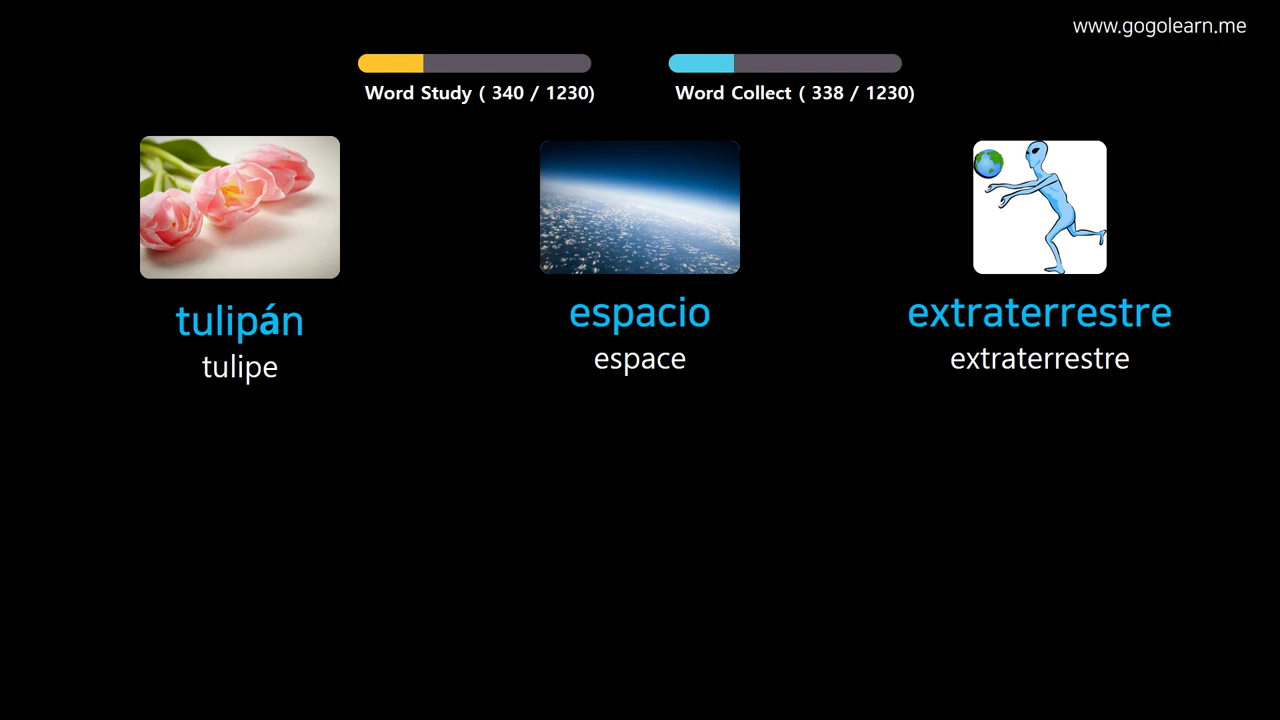 www.gogolearn.me
Word Study ( 340 / 1230)
Word Collect ( 338 / 1230)
tulipán
tulipe
espacio
espace
extraterrestre
extraterrestre